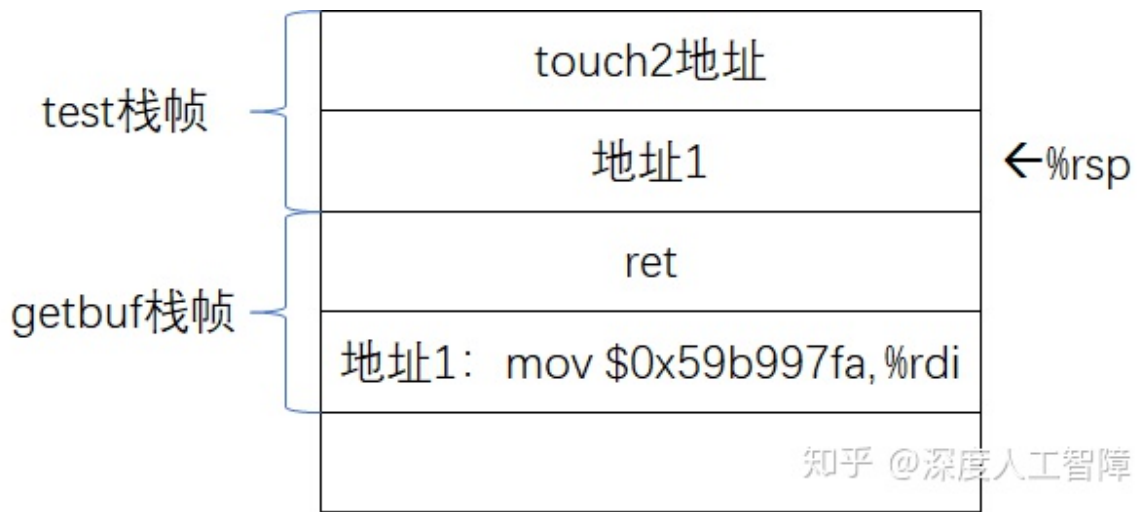 touch2地址
test栈帧
地址1
←%rsp
ret
getbuf栈帧
地址1：mov $0x59b997fa, %rdi
知乎 @深度人工智障